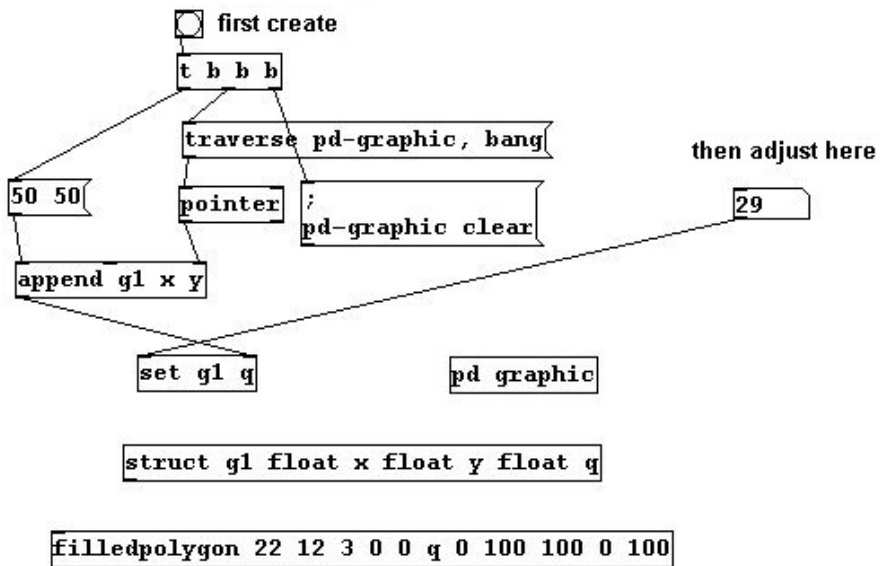 first create
t b b b
traverse pd-graphic, bang
then adjust here
50 50
pointer
;
pd-graphic clear
29
append g1 x y
set g1 q
pd graphic
struct g1 float x float y float q
filledpolygon 22 12 3 0 0 q 0 100 100 0 100